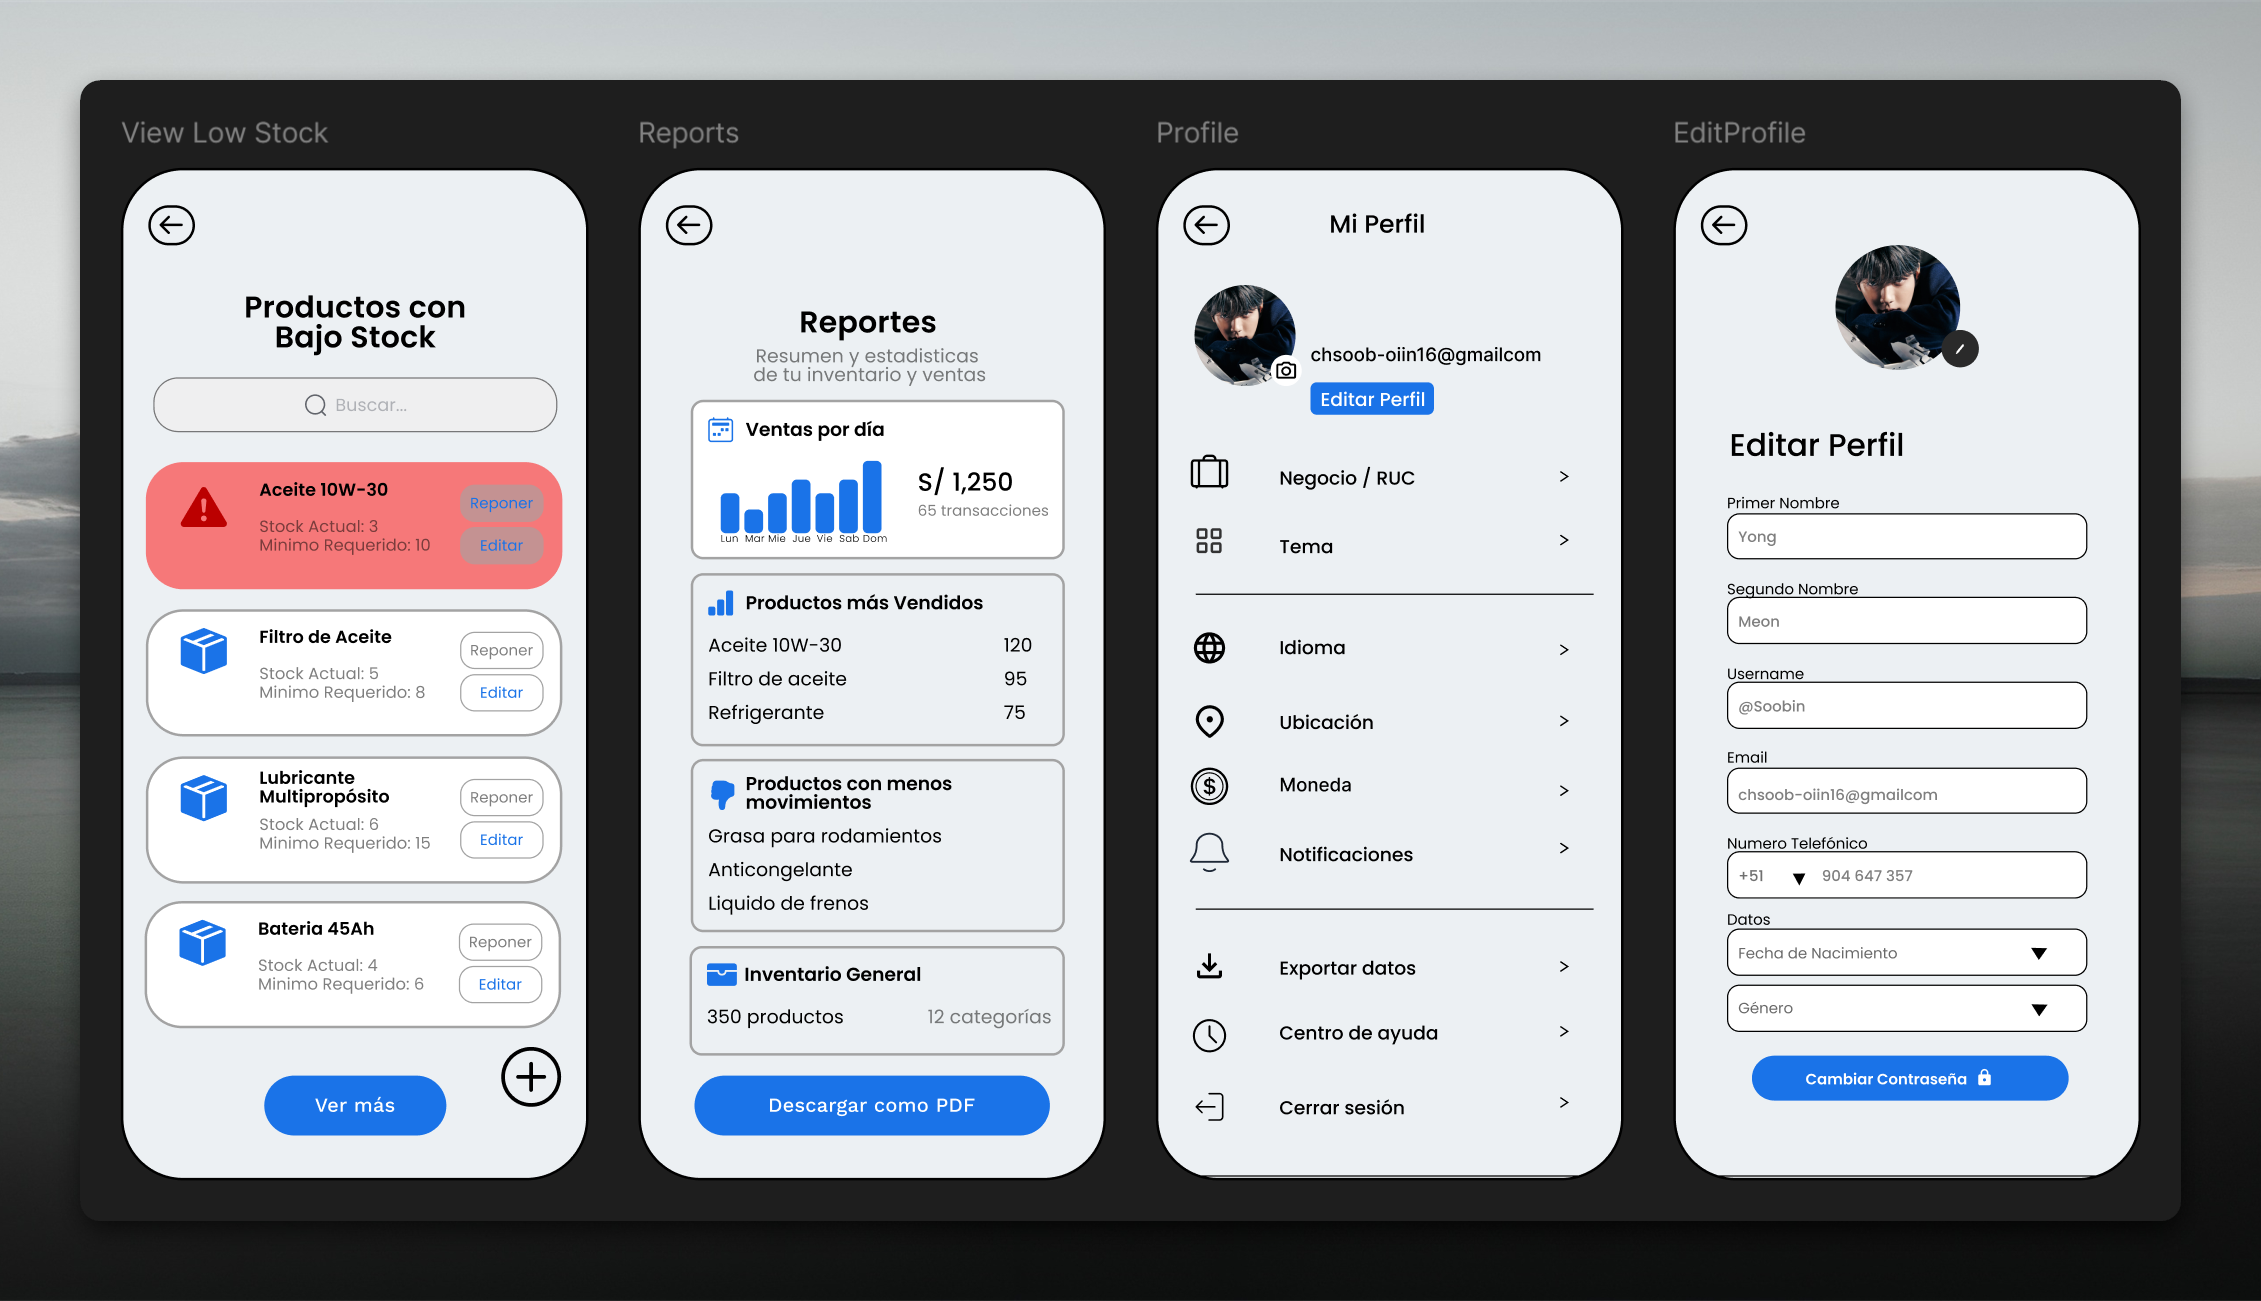 View Low Stock
Productos con
Bajo Stock
Buscar...
Aceite 10W-30
Stock Actual: 3
Minimo Requerido: 10
Reponer
Editar
Filtro de Aceite
Stock Actual: 5
Minimo Requerido: 8
Reponer
Editar
Lubricante
Multipropósito
Stock Actual: 6
Minimo Requerido: 15
Reponer
Editar
Bateria 45Ah
Stock Actual: 4
Minimo Requerido: 6
Reponer
Editar
Ver más
Reports
Reportes
Resumen y estadisticas
de tu inventario y ventas
Ventas por día
S/ 1,250
65 transacciones
Lun Mar Mie Jue Vie Sab Dom
Productos más Vendidos
Aceite 10W-30 120
Filtro de aceite 95
Refrigerante 75
Productos con menos
movimientos
Grasa para rodamientos
Anticongelante
Liquido de frenos
Inventario General
350 productos 12 categorías
Descargar como PDF
Profile
Mi Perfil
chsoob-oiin16@gmailcom
Editar Perfil
Negocio / RUC
Tema
Idioma
Ubicación
Moneda
Notificaciones
Exportar datos
Centro de ayuda
Cerrar sesión
EditProfile
Editar Perfil
Primer Nombre
Yong
Segundo Nombre
Meon
Username
@Soobin
Email
chsoob-oiin16@gmailcom
Numero Telefónico
+51 904 647 357
Datos
Fecha de Nacimiento
Género
Cambiar Contraseña